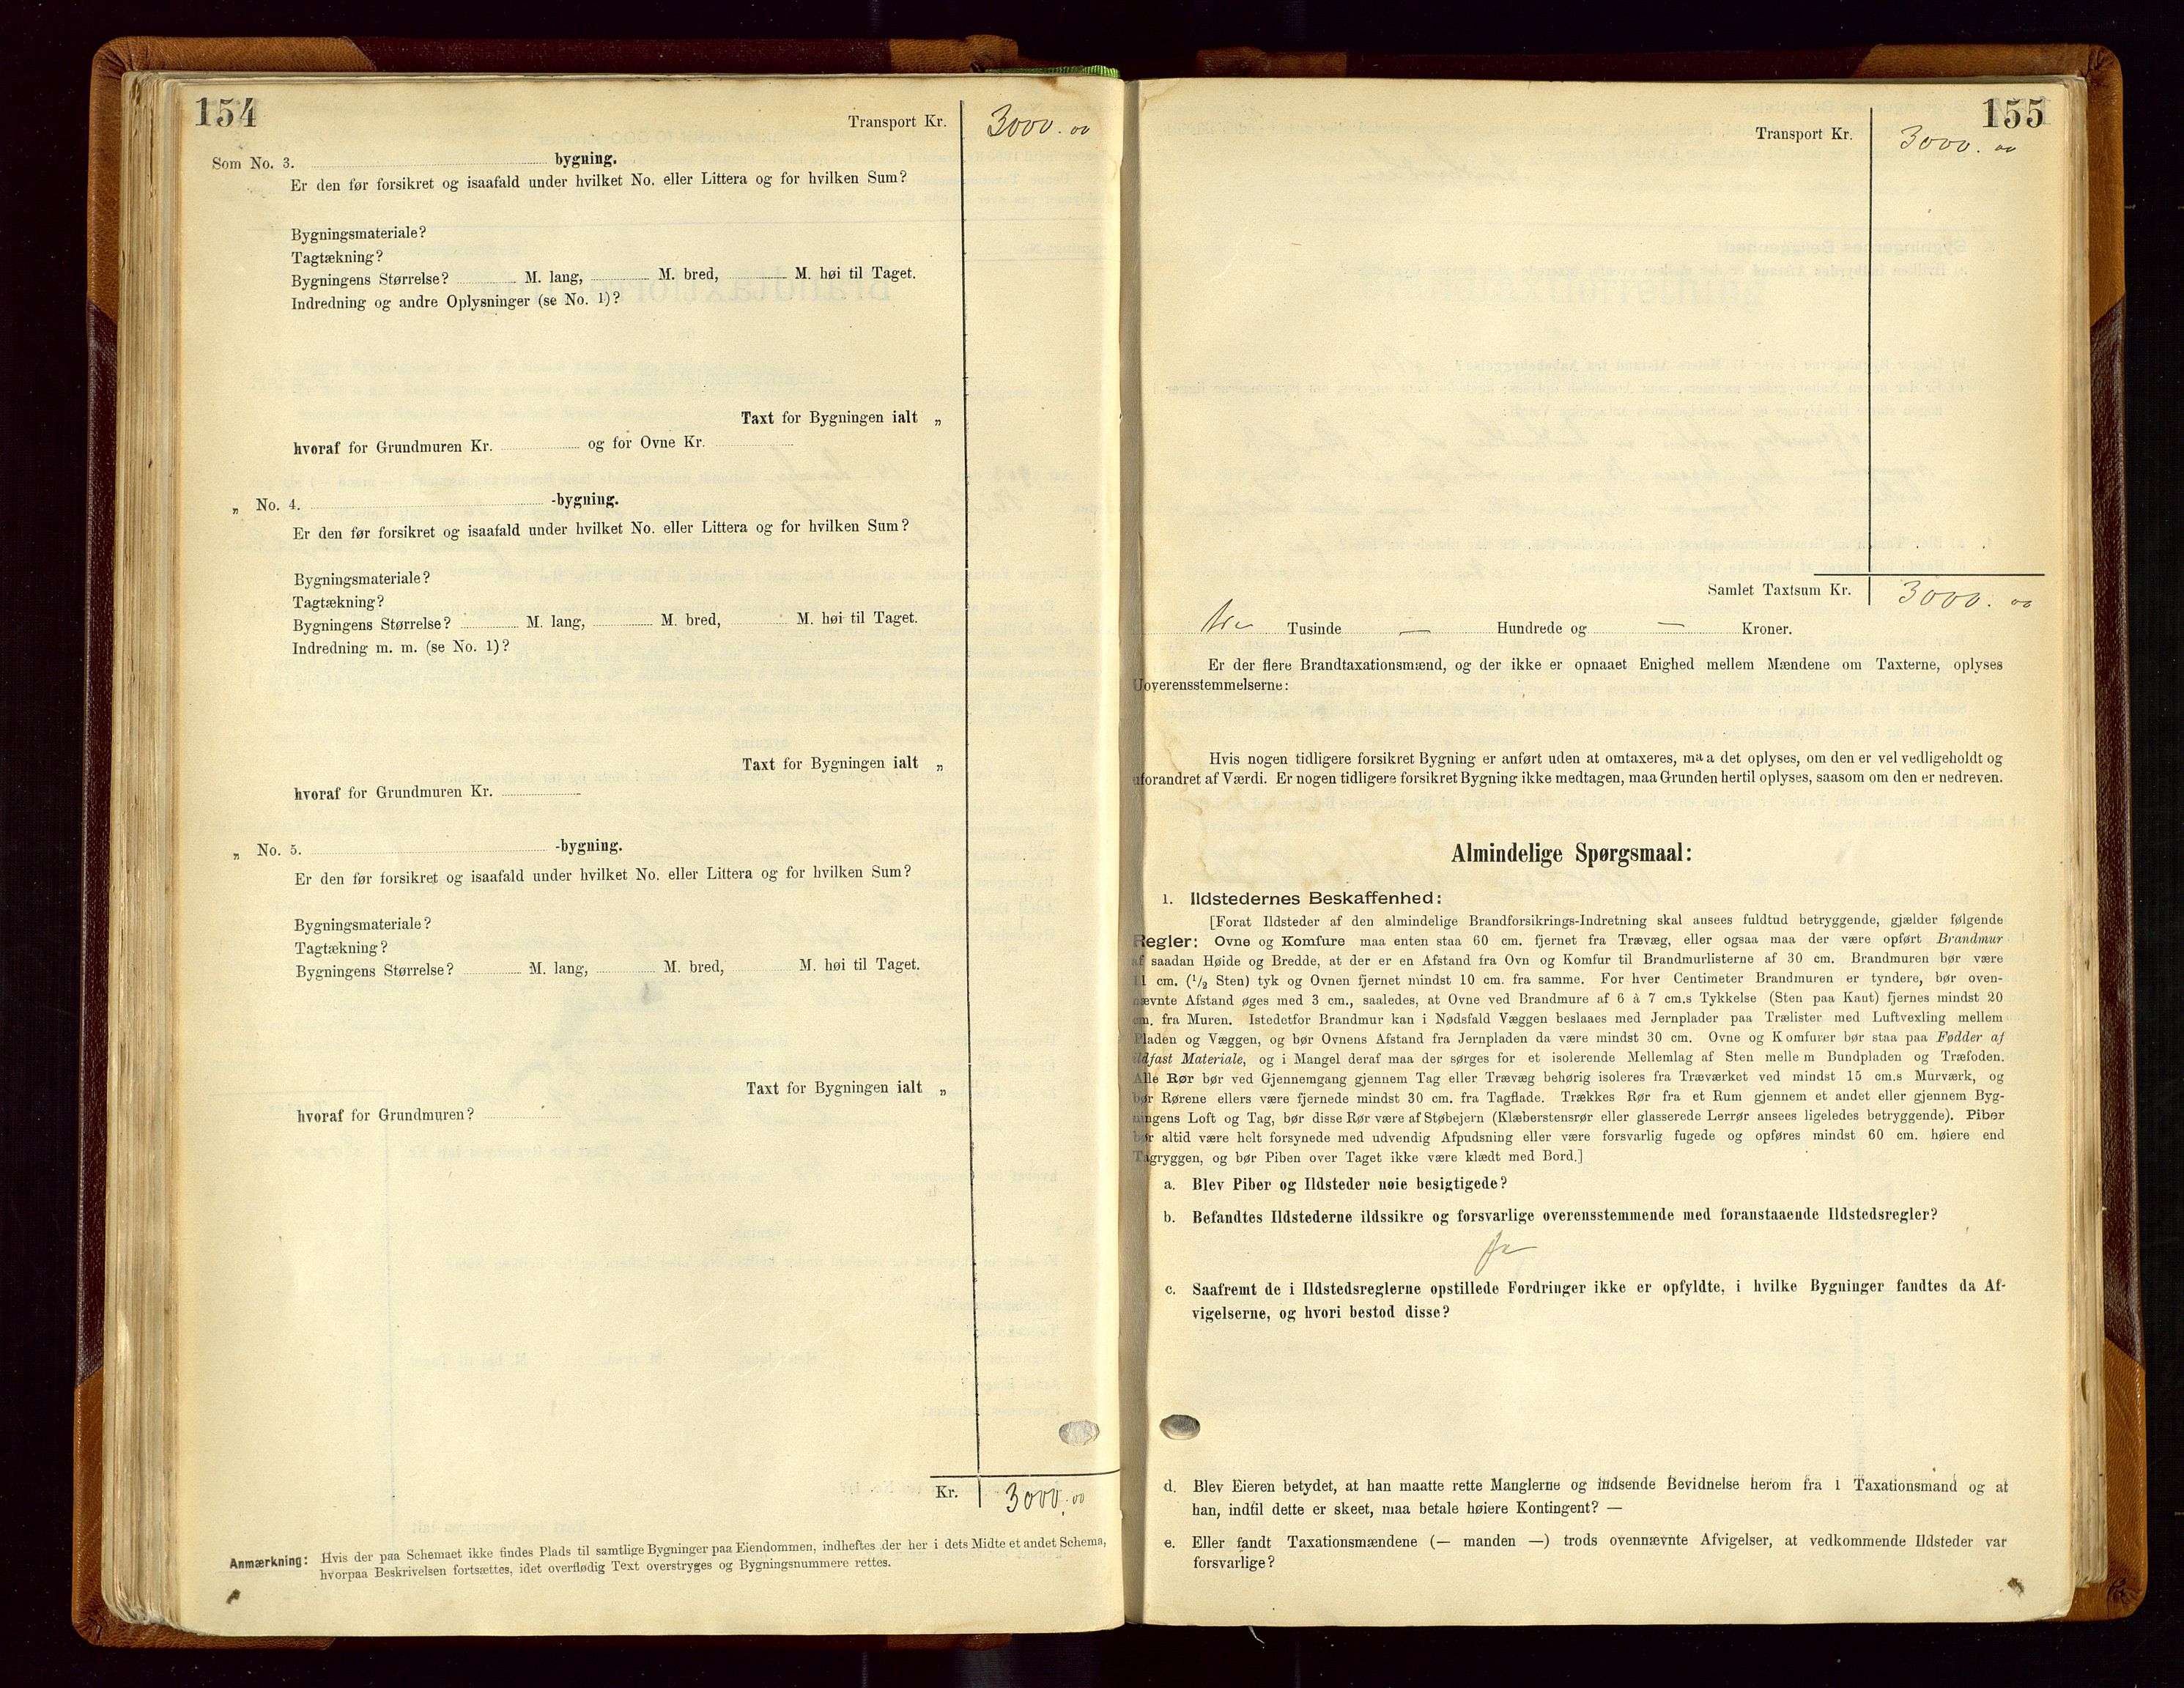 154
Transport Kr. 3000.00
Som No. 3. bygning.
Er den før forsikret og isaafald under hvilket No. eller Littera og for hvilken Sum?
Bygningsmateriale?
Tagtækning?
Bygningens Størrelse? M. lang, M. bred, M. høi til Taget.
Indredning og andre Oplysninger (se No. 1)?
Taxt for Bygningen ialt „
hvoraf for Grundmuren Kr. og for Ovne Kr.
„ No. 4. -bygning.
Er den før forsikret og isaafald under hvilket No. eller Littera og for hvilken Sum?
Bygningsmateriale?
Tagtækning?
Bygningens Størrelse? M. lang, M. bred, M. høi til Taget.
Indredning m. m. (se No. 1)?
Taxt for Bygningen ialt „
hvoraf for Grundmuren Kr.
„ No. 5. -bygning.
Er den før forsikret og isaafald under hvilket No. eller Littera og for hvilken Sum?
Bygningsmateriale?
Tagtækning?
Bygningens Størrelse? M. lang, M. bred, M. høi til Taget.
Taxt for Bygningen ialt „
hvoraf for Grundmuren?
Kr. 3000.00
Anmærkning: Hvis der paa Schemaet ikke findes Plads til samtlige Bygninger paa Eiendommen, indheftes der her i dets Midte et andet Schema,
hvorpaa Beskrivelsen fortsættes, idet overflødig Text overstryges og Bygningsnummere rettes.
155
Transport Kr. 3000.00
Samlet Taxtsum Kr. 3000.00
tre Tusinde — Hundrede og — Kroner.
Er der flere Brandtaxationsmænd, og der ikke er opnaaet Enighed mellem Mændene om Taxterne, oplyses
Uoverensstemmelserne:
Hvis nogen tidligere forsikret Bygning er anført uden at omtaxeres, maa det oplyses, om den er vel vedligeholdt og
uforandret af Værdi. Er nogen tidligere forsikret Bygning ikke medtagen, maa Grunden hertil oplyses, saasom om den er nedreven.
Almindelige Spørgsmaal:
1. Ildstedernes Beskaffenhed:
[Forat Ildsteder af den almindelige Brandforsikrings-Indretning skal ansees fuldtud betryggende, gjælder følgende
Regler: Ovne og Komfure maa enten staa 60 cm. fjernet fra Trævæg, eller ogsaa maa der være opført Brandmur
af saadan Høide og Bredde, at der er en Afstand fra Ovn og Komfur til Brandmurlisterne af 30 cm. Brandmuren bør være
11 cm. (1/2 Sten) tyk og Ovnen fjernet mindst 10 cm. fra samme. For hver Centimeter Brandmuren er tyndere, bør oven-
nævnte Afstand øges med 3 cm., saaledes, at Ovne ved Brandmure af 6 à 7 cm.s Tykkelse (Sten paa Kant) fjernes mindst 20
cm. fra Muren. Istedetfor Brandmur kan i Nødsfald Væggen beslaaes med Jernplader paa Trælister med Luftvexling mellem
Pladen og Væggen, og bør Ovnens Afstand fra Jernpladen da være mindst 30 cm. Ovne og Komfurer bør staa paa Fødder af
ildfast Materiale, og i Mangel deraf maa der sørges for et isolerende Mellemlag af Sten mellem Bundpladen og Træfoden.
Alle Rør bør ved Gjennemgang gjennem Tag eller Trævæg behørig isoleres fra Træværket ved mindst 15 cm.s Murværk, og
bør Rørene ellers være fjernede mindst 30 cm. fra Tagflade. Trækkes Rør fra et Rum gjennem et andet eller gjennem Byg-
ningens Loft og Tag, bør disse Rør være af Støbejern (Klæberstensrør eller glasserede Lerrør ansees ligeledes betryggende). Piber
bør altid være helt forsynede med udvendig Afpudsning eller være forsvarlig fugede og opføres mindst 60 cm. høiere end
Tagryggen, og bør Piben over Taget ikke være klædt med Bord.]
a. Blev Piber og Ildsteder nøie besigtigede?
b. Befandtes Ildstederne ildssikre og forsvarlige overensstemmende med foranstaaende Ildstedsregler?
Ja
c. Saafremt de i Ildstedsreglerne opstillede Fordringer ikke er opfyldte, i hvilke Bygninger fandtes da Af-
vigelserne, og hvori bestod disse?
d. Blev Eieren betydet, at han maatte rette Manglerne og indsende Bevidnelse herom fra 1 Taxationsmand og at
han, indtil dette er skeet, maa betale høiere Kontingent? —
e. Eller fandt Taxationsmændene (— manden —) trods ovennævnte Afvigelser, at vedkommende Ildsteder var
forsvarlige?